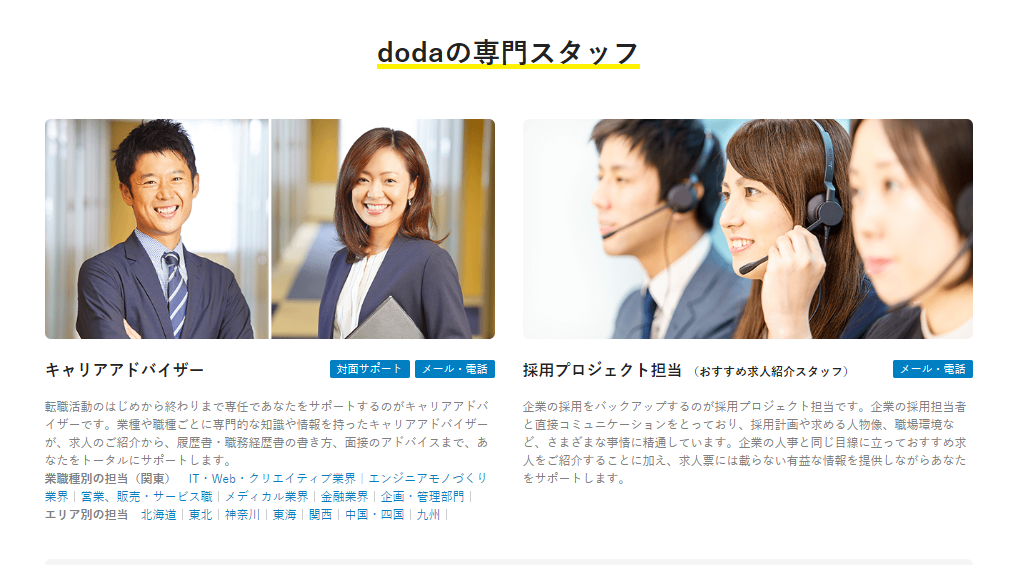 dodaの専門スタッフ
キャリアアドバイザー 対面サポート メール・電話
転職活動のはじめから終わりまで専任であなたをサポートするのがキャリアアドバ
イザーです。業種や職種ごとに専門的な知識や情報を持ったキャリアアドバイザー
が、求人のご紹介から、履歴書・職務経歴書の書き方、面接のアドバイスまで、あ
なたをトータルにサポートします。
業職種別の担当（関東） IT・Web・クリエイティブ業界｜エンジニアモノづくり
業界｜営業、販売・サービス職｜メディカル業界｜金融業界｜企画・管理部門｜
エリア別の担当 北海道｜東北｜神奈川｜東海｜関西｜中国・四国｜九州｜
採用プロジェクト担当 （おすすめ求人紹介スタッフ） メール・電話
企業の採用をバックアップするのが採用プロジェクト担当です。企業の採用担当者
と直接コミュニケーションをとっており、採用計画や求める人物像、職場環境な
ど、さまざまな事情に精通しています。企業の人事と同じ目線に立っておすすめ求
人をご紹介することに加え、求人票には載らない有益な情報を提供しながらあなた
をサポートします。